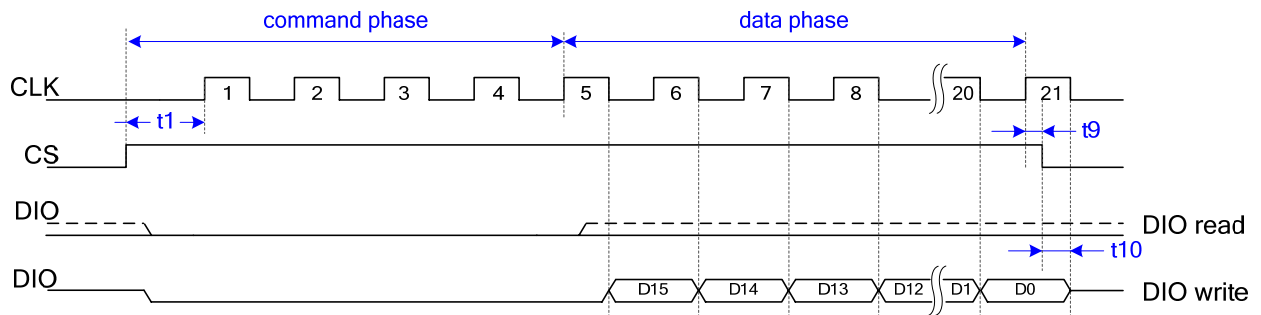 command phase data phase
CLK 1 2 3 4 5 6 7 8 20 21
t1 t9
CS
DIO DIO read
t10
DIO D15 D14 D13 D12 D1 D0 DIO write